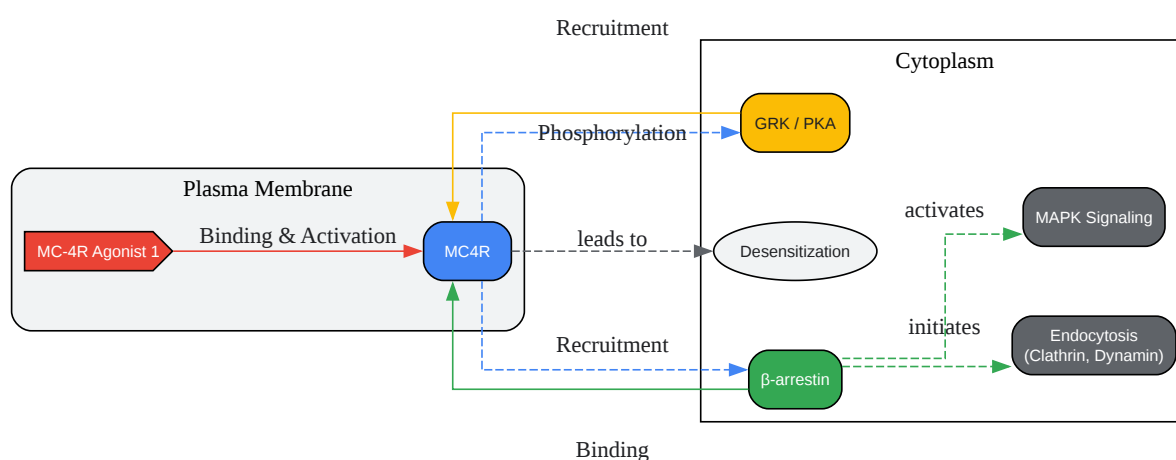 Recruitment
Cytoplasm
GRK / PKA
Phosphorylation
Plasma Membrane
MC-4R Agonist 1
Binding & Activation
MC4R
leads to
Desensitization
activates
MAPK Signaling
initiates
Endocytosis
(Clathrin, Dynamin)
Recruitment
β-arrestin
Binding